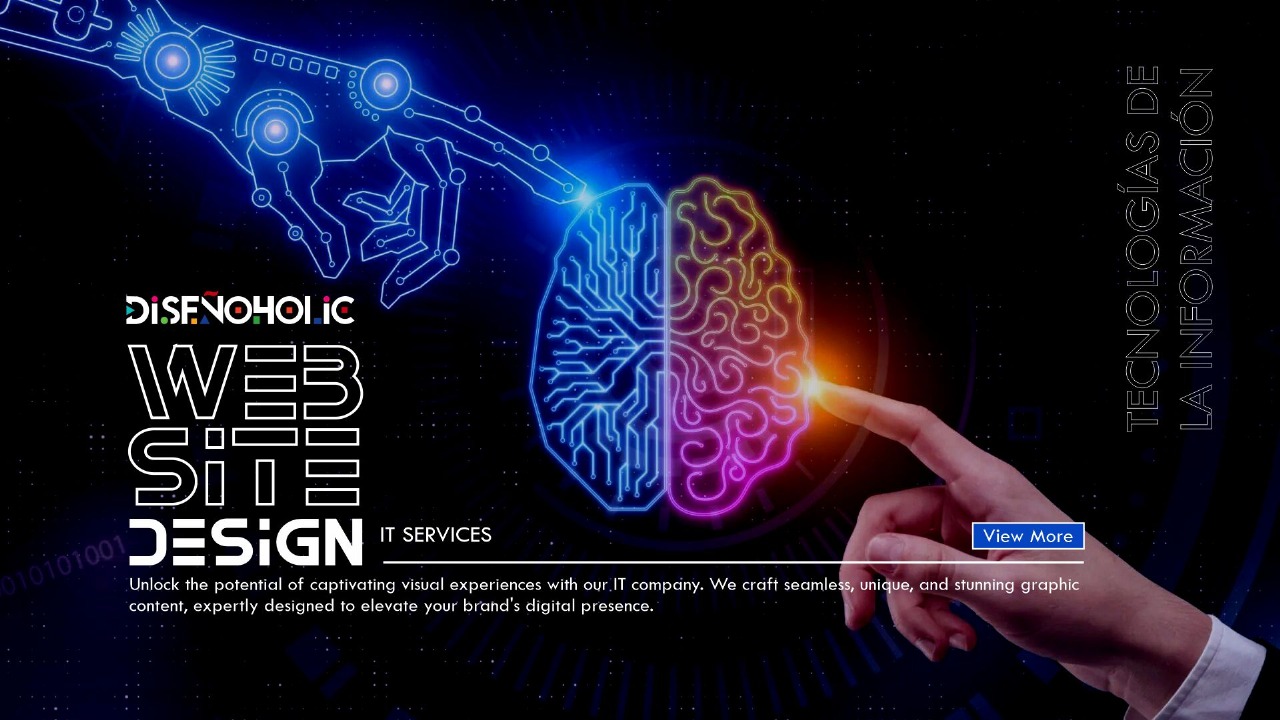 DiSEÑOHOLiC
WEB
SiTE
DESiGN
IT SERVICES
View More
Unlock the potential of captivating visual experiences with our IT company. We craft seamless, unique, and stunning graphic
content, expertly designed to elevate your brand's digital presence.
TECNOLOGÍAS DE
LA INFORMACIÓN
010101001